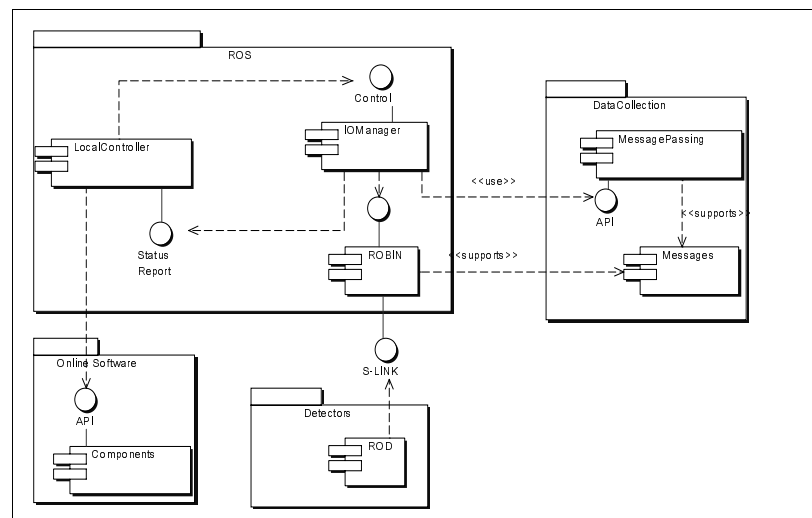 ROS
Control
IOManager
LocalController
Status
Report
ROBIN
S-LINK
<<use>>
<<supports>>
DataCollection
MessagePassing
API
<<supports>>
Messages
Online Software
API
Components
Detectors
ROD